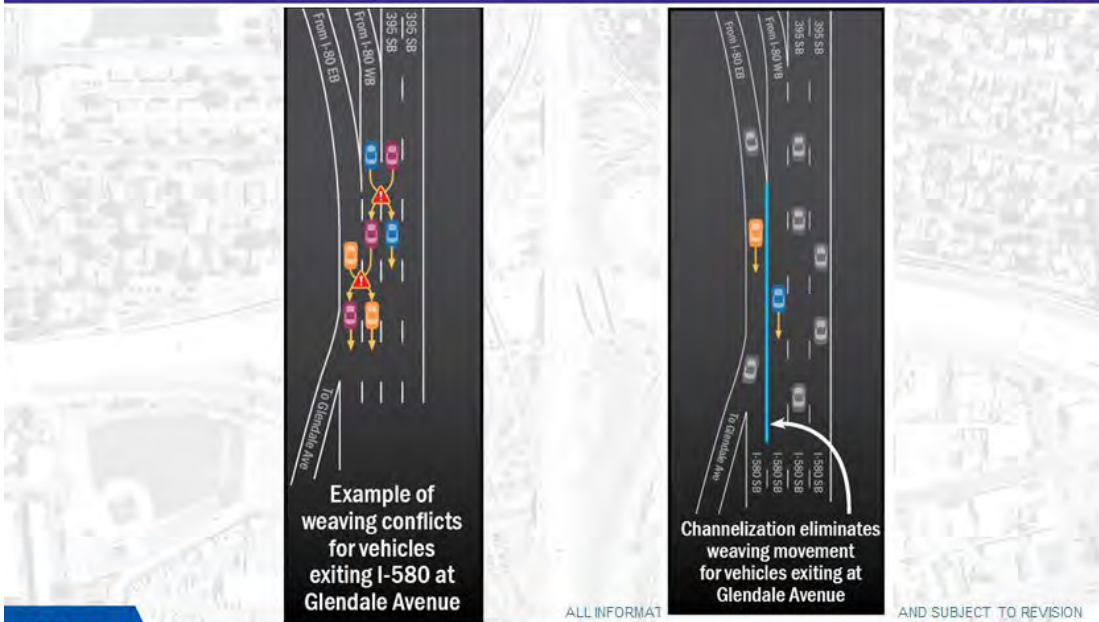 From I-80 EB
From I-80 WB
395 SB
395 SB
To Glendale Ave
Example of
weaving conflicts
for vehicles
exiting I-580 at
Glendale Avenue
From I-80 EB
From I-80 WB
395 SB
395 SB
To Glendale Ave
I-580 SB
I-580 SB
I-580 SB
I-580 SB
Channelization eliminates
weaving movement
for vehicles exiting at
Glendale Avenue
ALL INFORMAT
AND SUBJECT TO REVISION